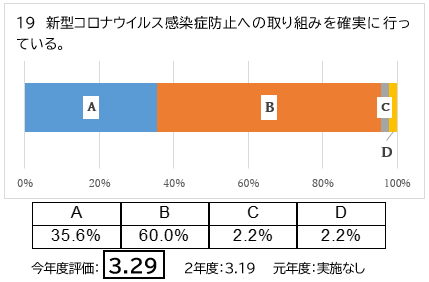 19 新型コロナウイルス感染症防止への取り組みを確実に行っ
ている。
A B C
D
0% 20% 40% 60% 80% 100%
A B C D
35.6% 60.0% 2.2% 2.2%
今年度評価: 3.29 2年度:3.19 元年度:実施なし